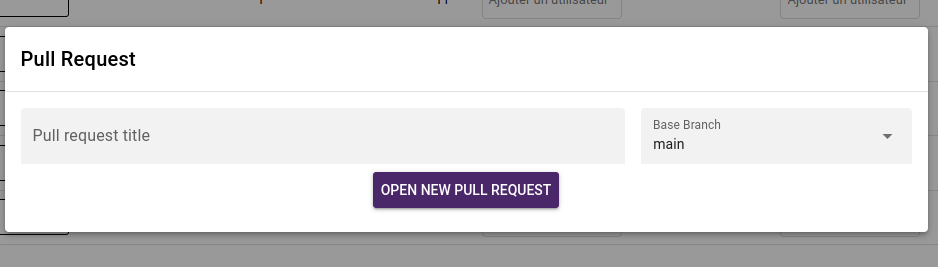 Ajouter un utilisateur
Ajouter un utilisateur
Pull Request
Pull request title
Base Branch
main
OPEN NEW PULL REQUEST